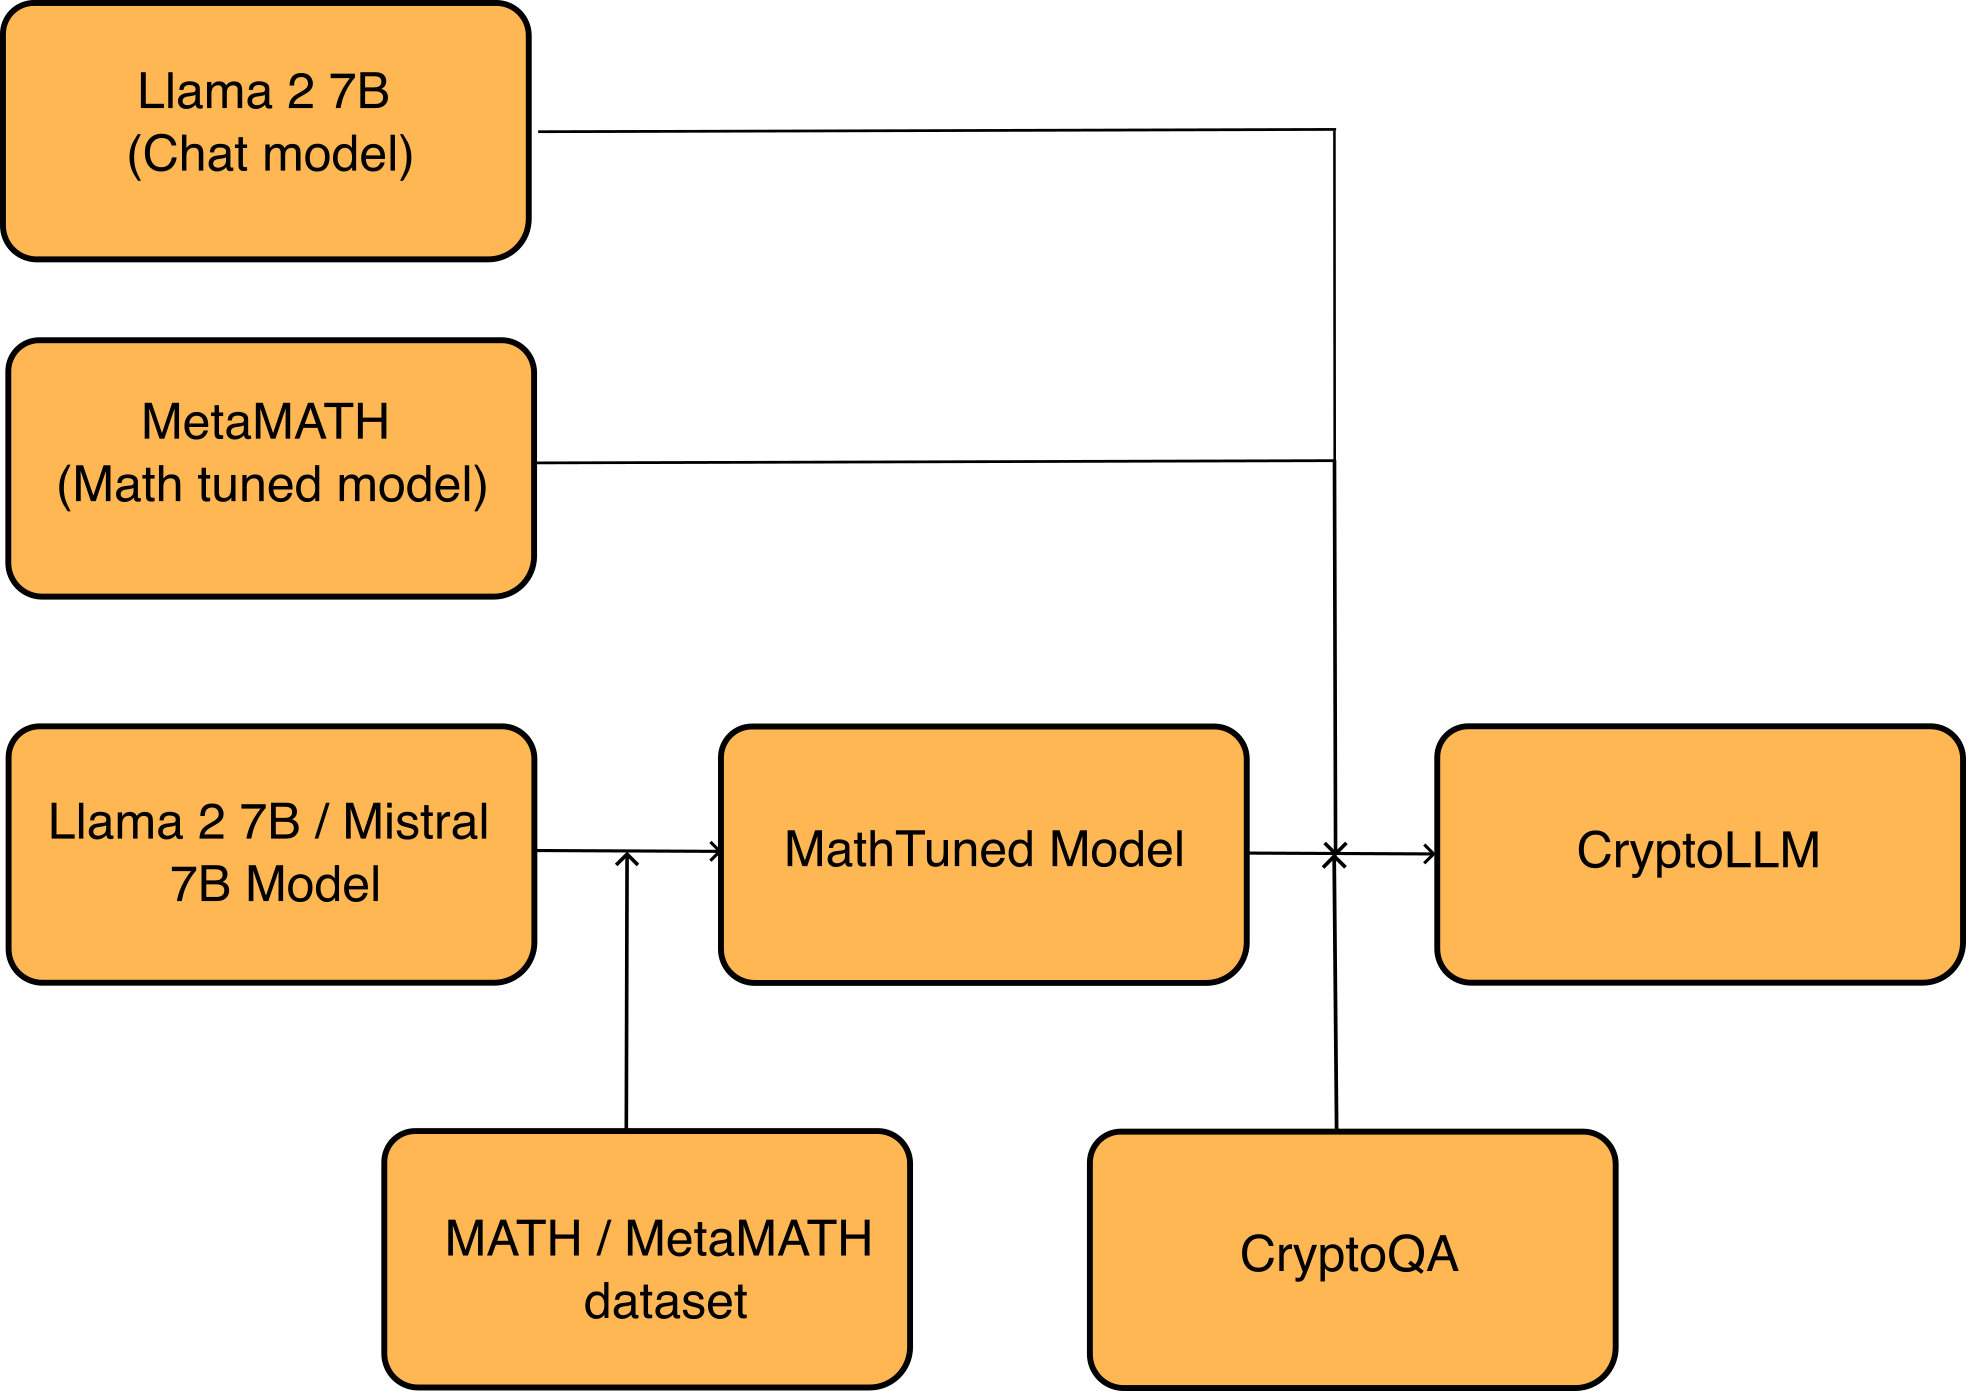 Llama 2 7B
(Chat model)
MetaMATH
(Math tuned model)
Llama 2 7B / Mistral
7B Model
MathTuned Model
CryptoLLM
MATH / MetaMATH
dataset
CryptoQA